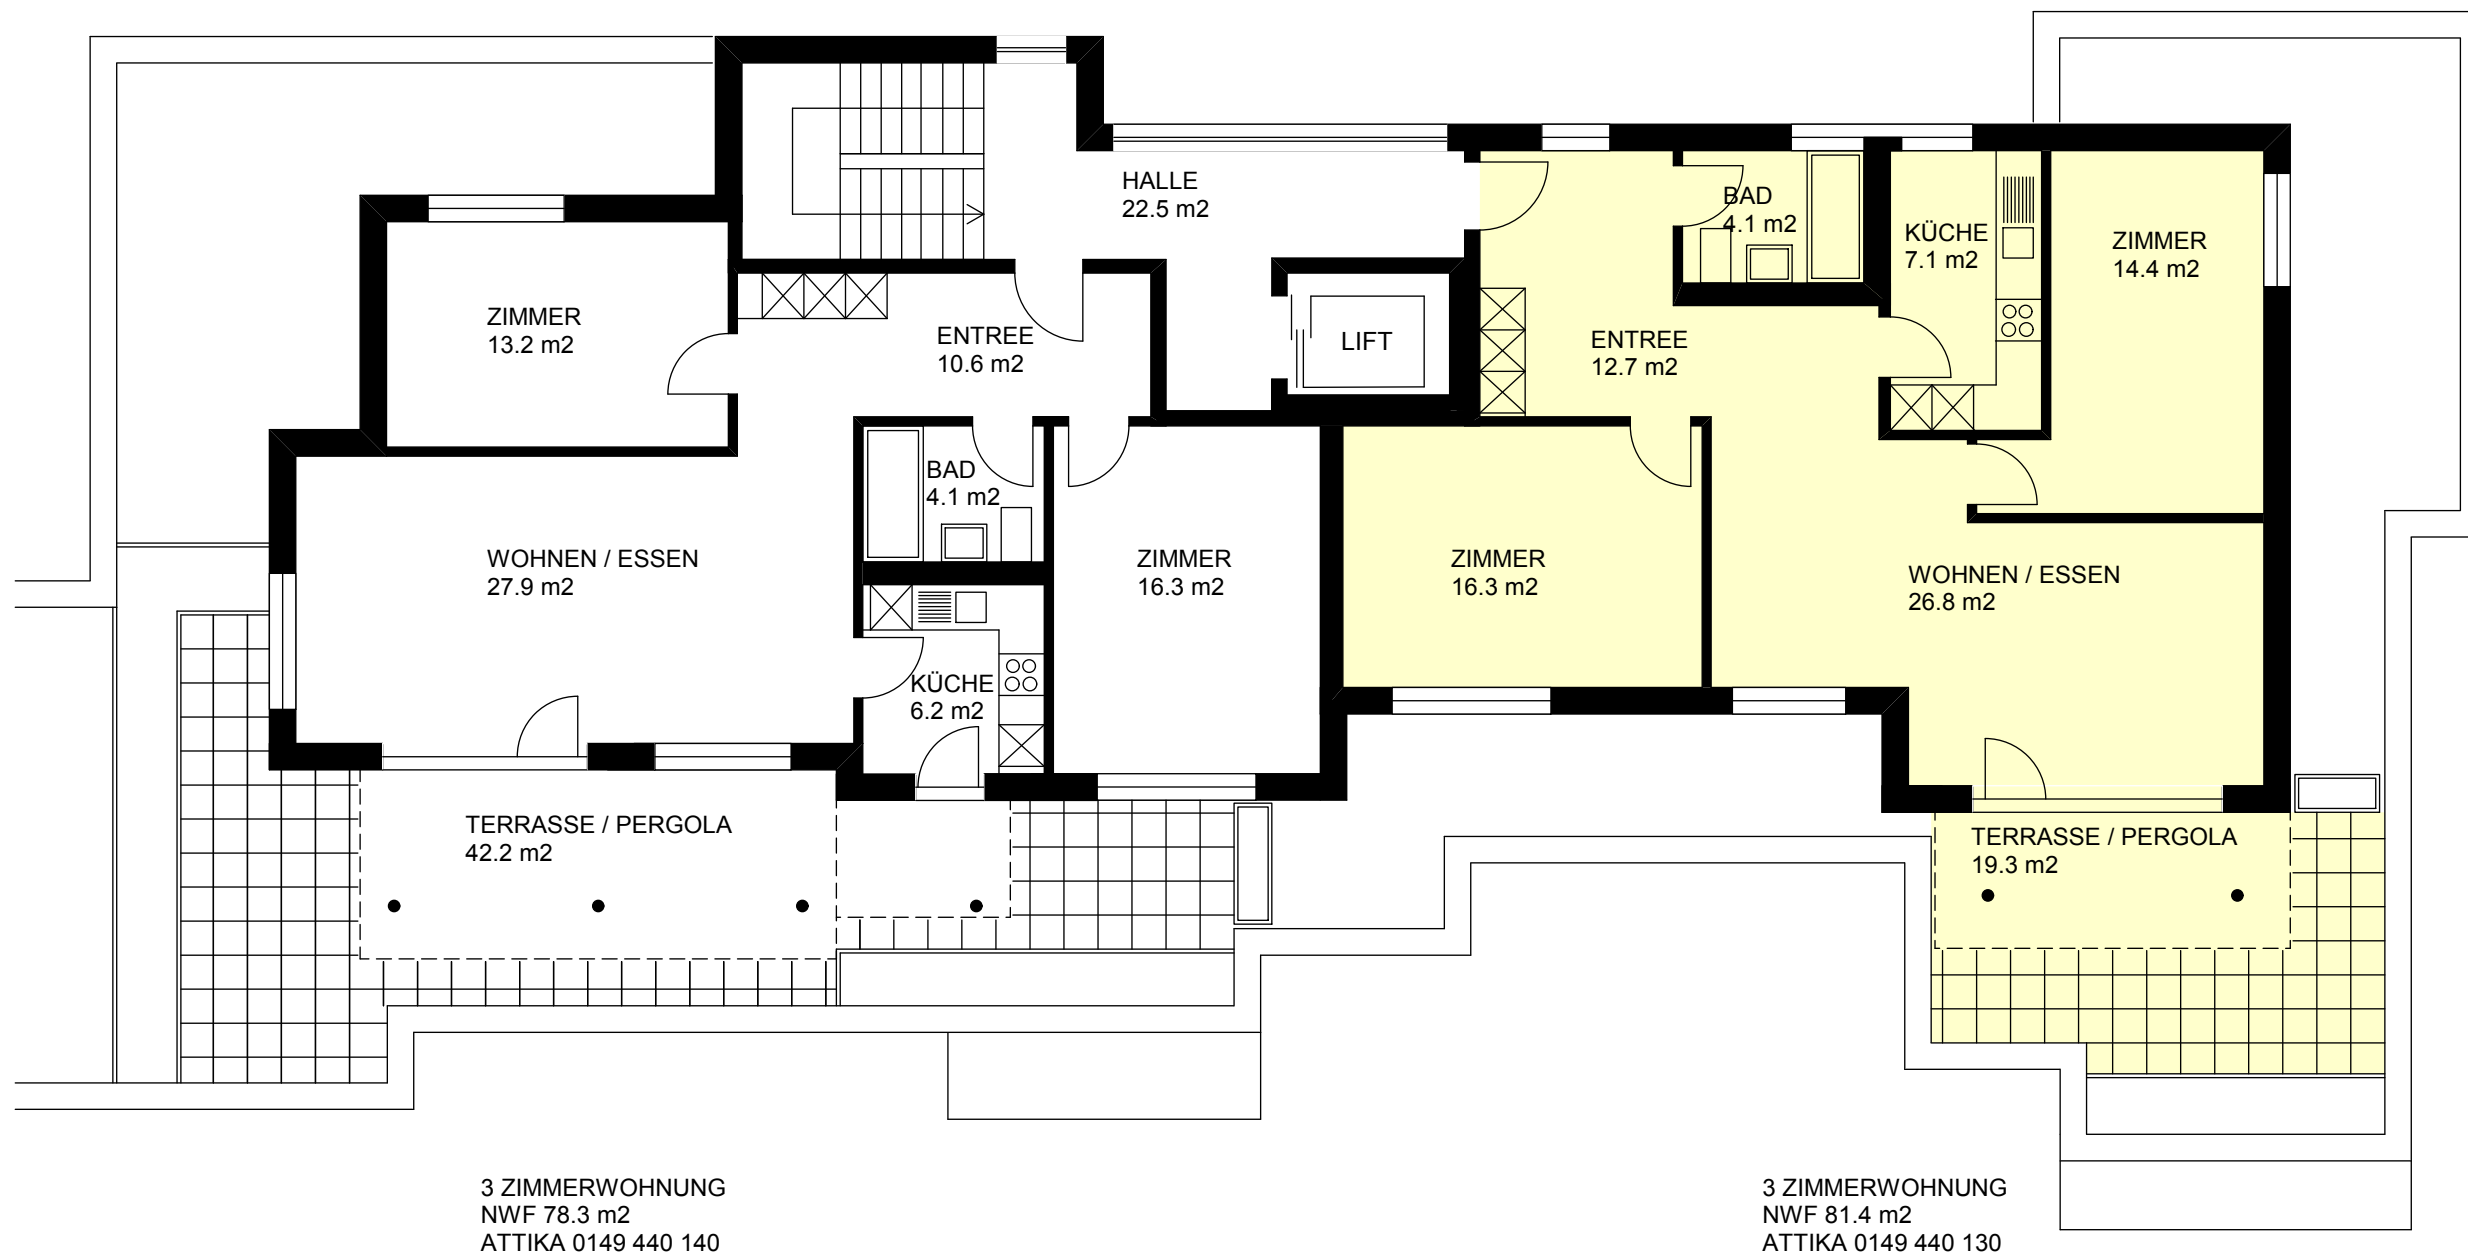 HALLE
22.5 m2
BAD
4.1 m2
KÜCHE
7.1 m2
ZIMMER
14.4 m2
ZIMMER
13.2 m2
ENTREE
10.6 m2
LIFT
ENTREE
12.7 m2
BAD
4.1 m2
WOHNEN / ESSEN
27.9 m2
ZIMMER
16.3 m2
ZIMMER
16.3 m2
WOHNEN / ESSEN
26.8 m2
KÜCHE
6.2 m2
TERRASSE / PERGOLA
42.2 m2
TERRASSE / PERGOLA
19.3 m2
3 ZIMMERWOHNUNG
NWF 78.3 m2
ATTIKA 0149 440 140
3 ZIMMERWOHNUNG
NWF 81.4 m2
ATTIKA 0149 440 130